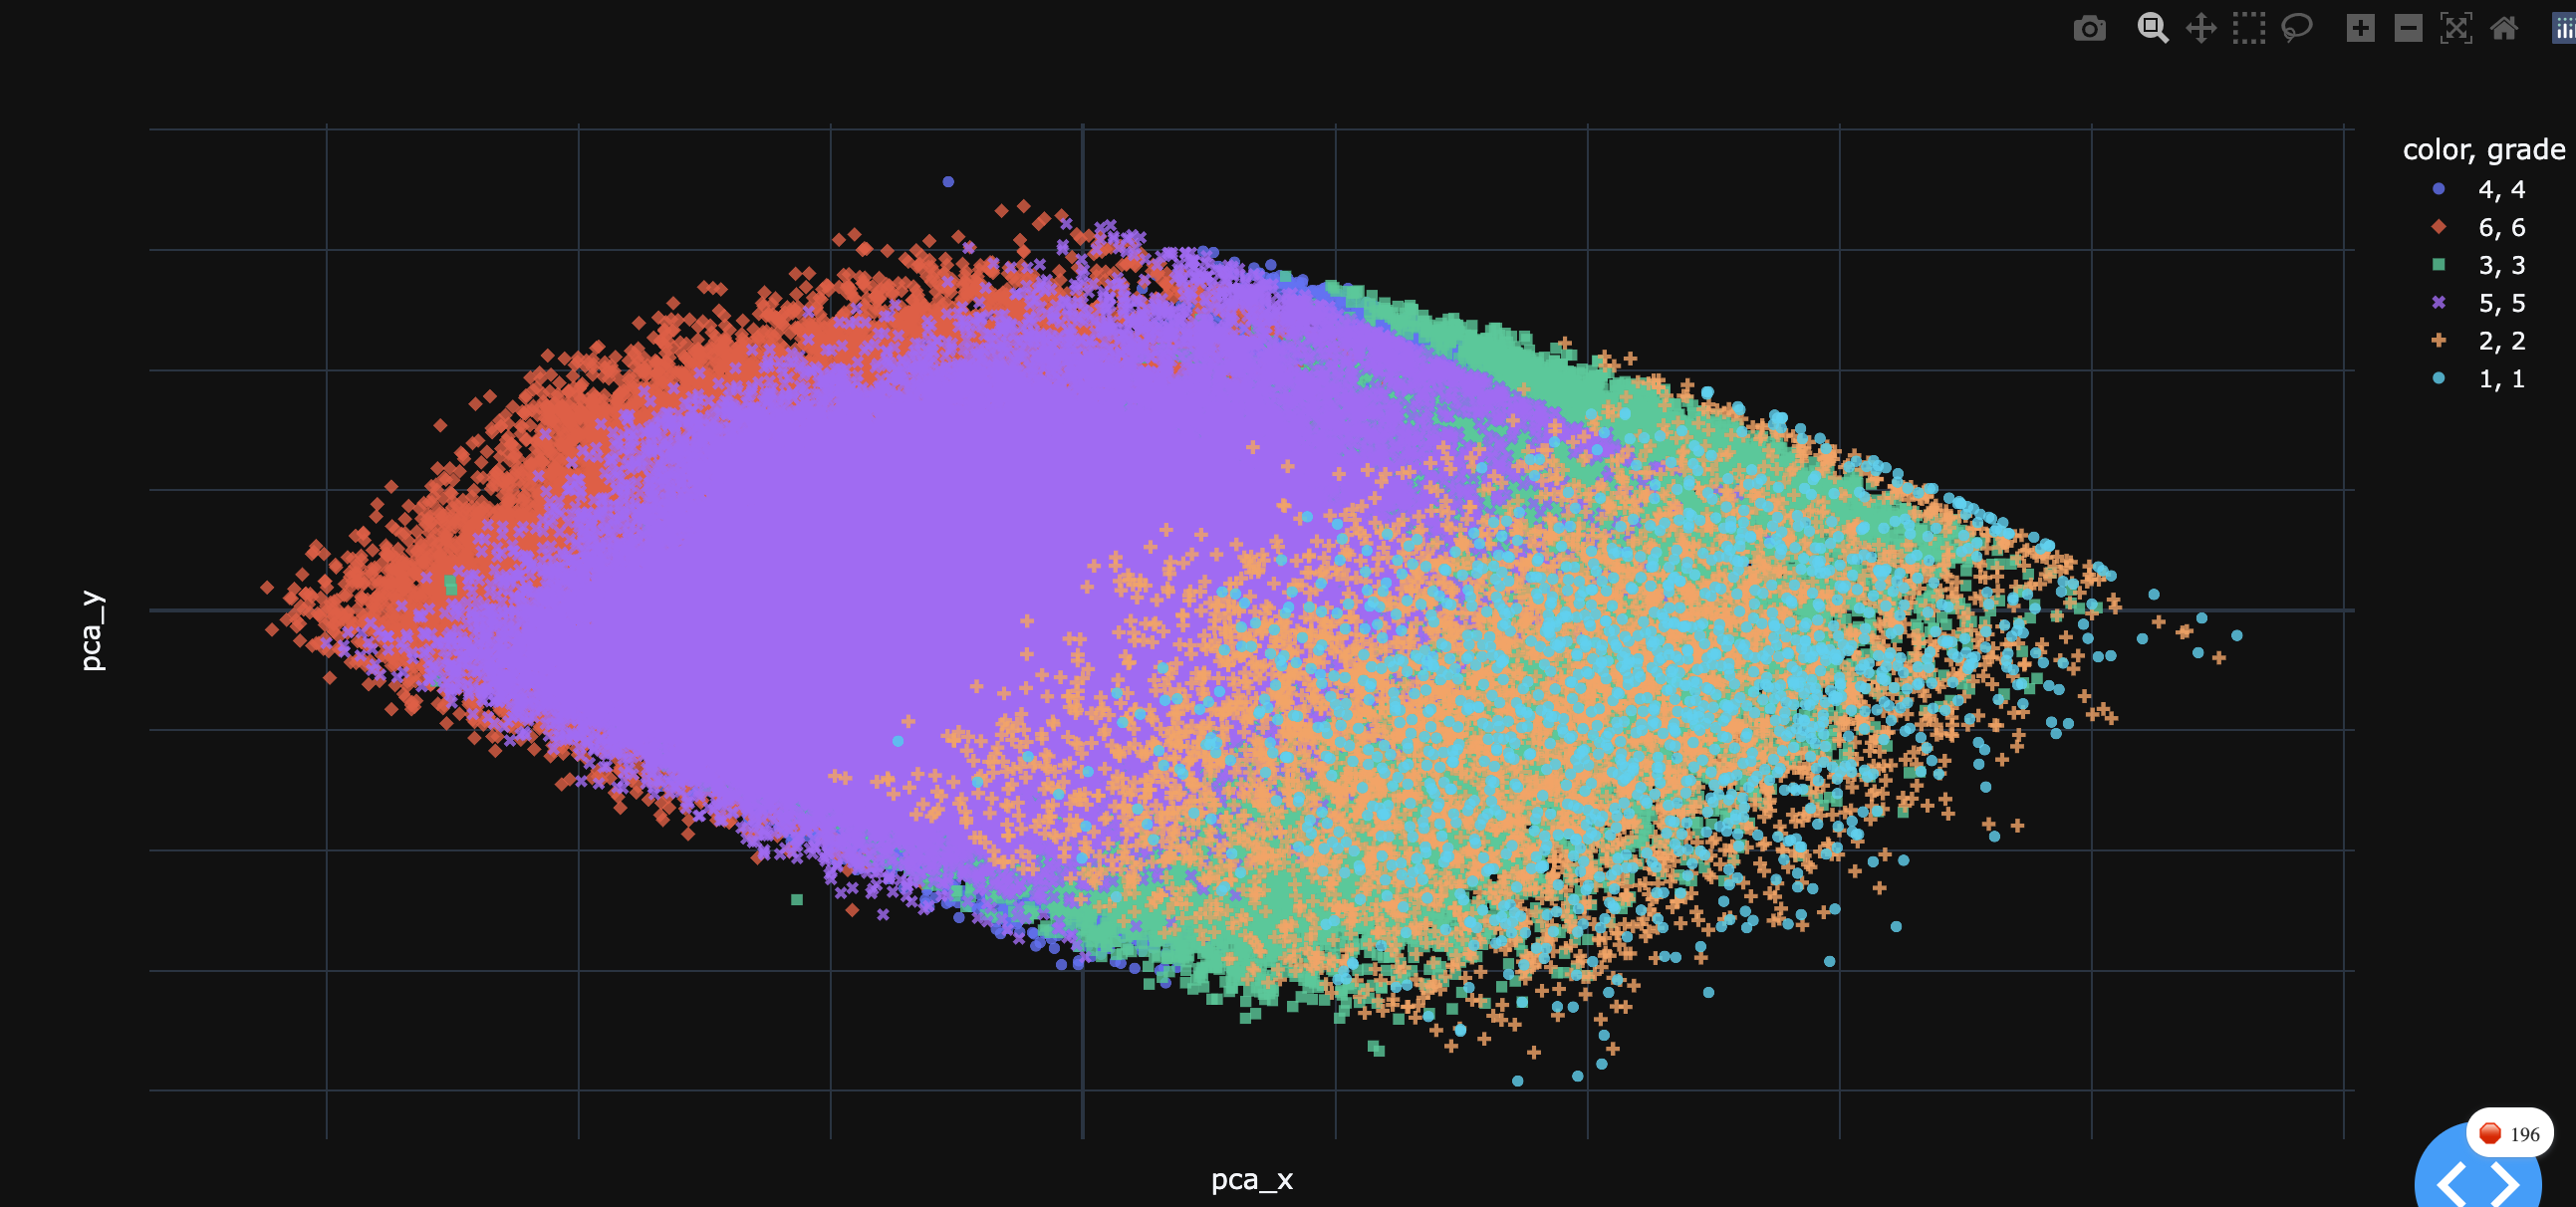 color, grade
4, 4
6, 6
3, 3
5, 5
2, 2
1, 1
pca_y
pca_x
196